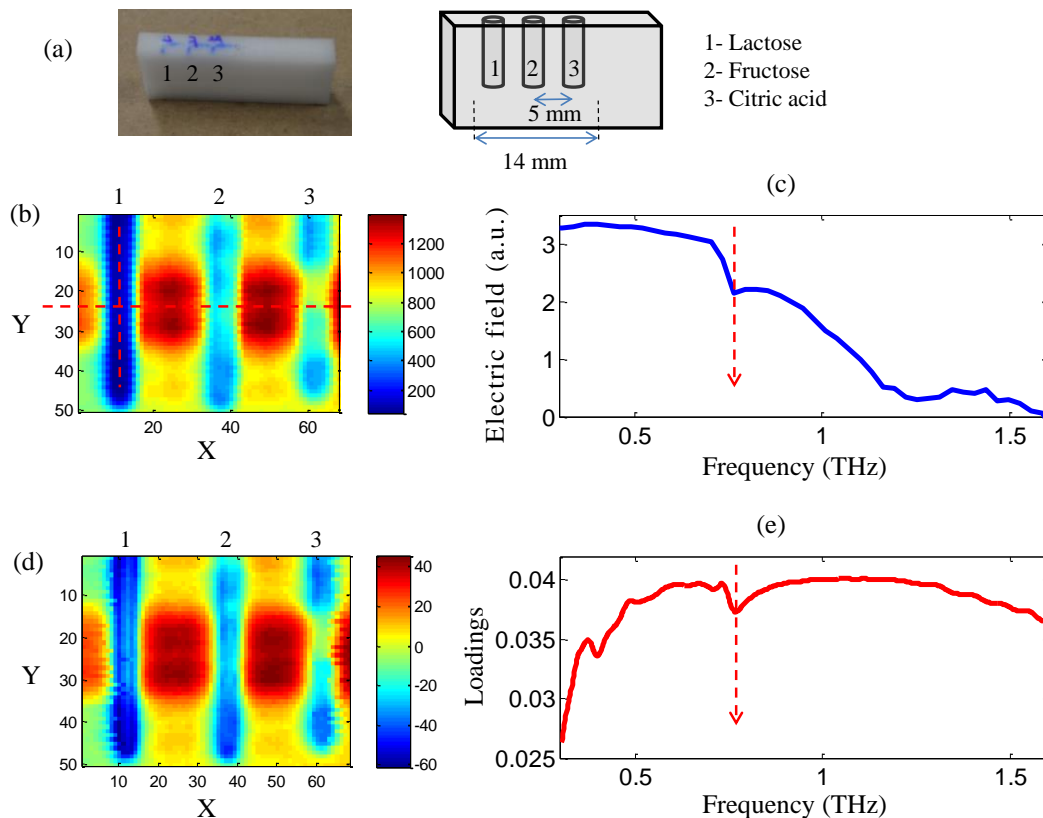 (a)
1 2 3
1 2 3
5 mm
14 mm
1- Lactose
2- Fructose
3- Citric acid
(b)
1 2 3
10
20
30
40
50
Y
20 40 60
X
1200
1000
800
600
400
200
(c)
3
2
1
0
Electric field (a.u.)
0.5 1 1.5
Frequency (THz)
(d)
1 2 3
10
20
30
40
50
Y
10 20 30 40 50 60
X
40
20
0
-20
-40
-60
(e)
0.04
0.035
0.03
0.025
Loadings
0.5 1 1.5
Frequency (THz)